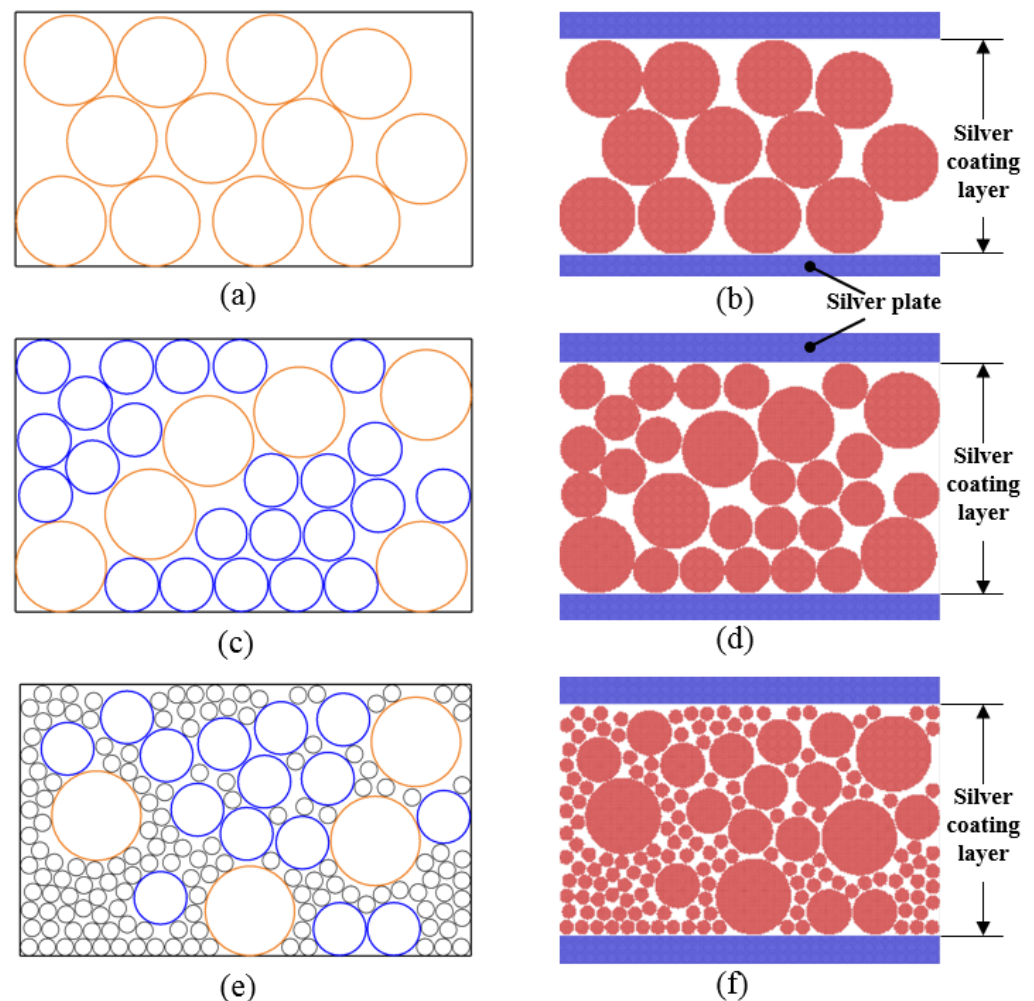 Silver
coating
layer
(a)
(b)
Silver plate
Silver
coating
layer
(c)
(d)
Silver
coating
layer
(e)
(f)